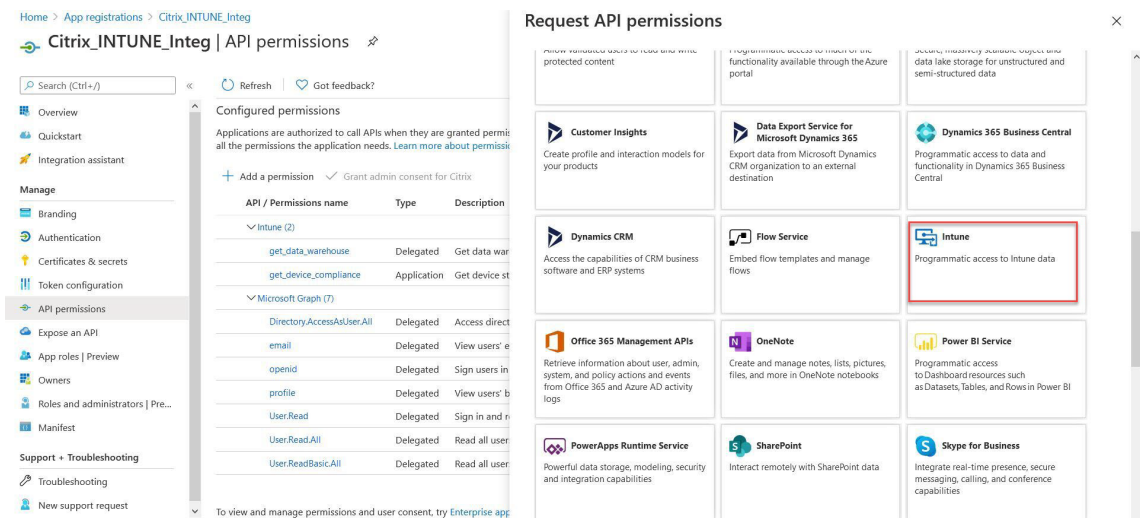 Home > App registrations > Citrix_INTUNE_Integ
Citrix_INTUNE_Integ | API permissions
Search (Ctrl+/)
«
Overview
Quickstart
Integration assistant
Manage
Branding
Authentication
Certificates & secrets
Token configuration
API permissions
Expose an API
App roles | Preview
Owners
Roles and administrators | Pre...
Manifest
Support + Troubleshooting
Troubleshooting
New support request
Refresh
Got feedback?
Configured permissions
Applications are authorized to call APIs when they are granted permis
all the permissions the application needs. Learn more about permissio
Add a permission
Grant admin consent for Citrix
API / Permissions name Type Description
Intune (2)
get_data_warehouse Delegated Get data war
get_device_compliance Application Get device st
Microsoft Graph (7)
Directory.AccessAsUser.All Delegated Access direct
email Delegated View users' e
openid Delegated Sign users in
profile Delegated View users' b
User.Read Delegated Sign in and r
User.Read.All Delegated Read all user
User.ReadBasic.All Delegated Read all user
To view and manage permissions and user consent, try Enterprise app
Request API permissions
Allow validated users to read and write
protected content
Programmatic access to much of the
functionality available through the Azure
portal
Secure, massively scalable object and
data lake storage for unstructured and
semi-structured data
Customer Insights
Create profile and interaction models for
your products
Data Export Service for
Microsoft Dynamics 365
Export data from Microsoft Dynamics
CRM organization to an external
destination
Dynamics 365 Business Central
Programmatic access to data and
functionality in Dynamics 365 Business
Central
Dynamics CRM
Access the capabilities of CRM business
software and ERP systems
Flow Service
Embed flow templates and manage
flows
Intune
Programmatic access to Intune data
Office 365 Management APIs
Retrieve information about user, admin,
system, and policy actions and events
from Office 365 and Azure AD activity
logs
OneNote
Create and manage notes, lists, pictures,
files, and more in OneNote notebooks
Power BI Service
Programmatic access
to Dashboard resources such
as Datasets, Tables, and Rows in Power BI
PowerApps Runtime Service
Powerful data storage, modeling, security
and integration capabilities
SharePoint
Interact remotely with SharePoint data
Skype for Business
Integrate real-time presence, secure
messaging, calling, and conference
capabilities